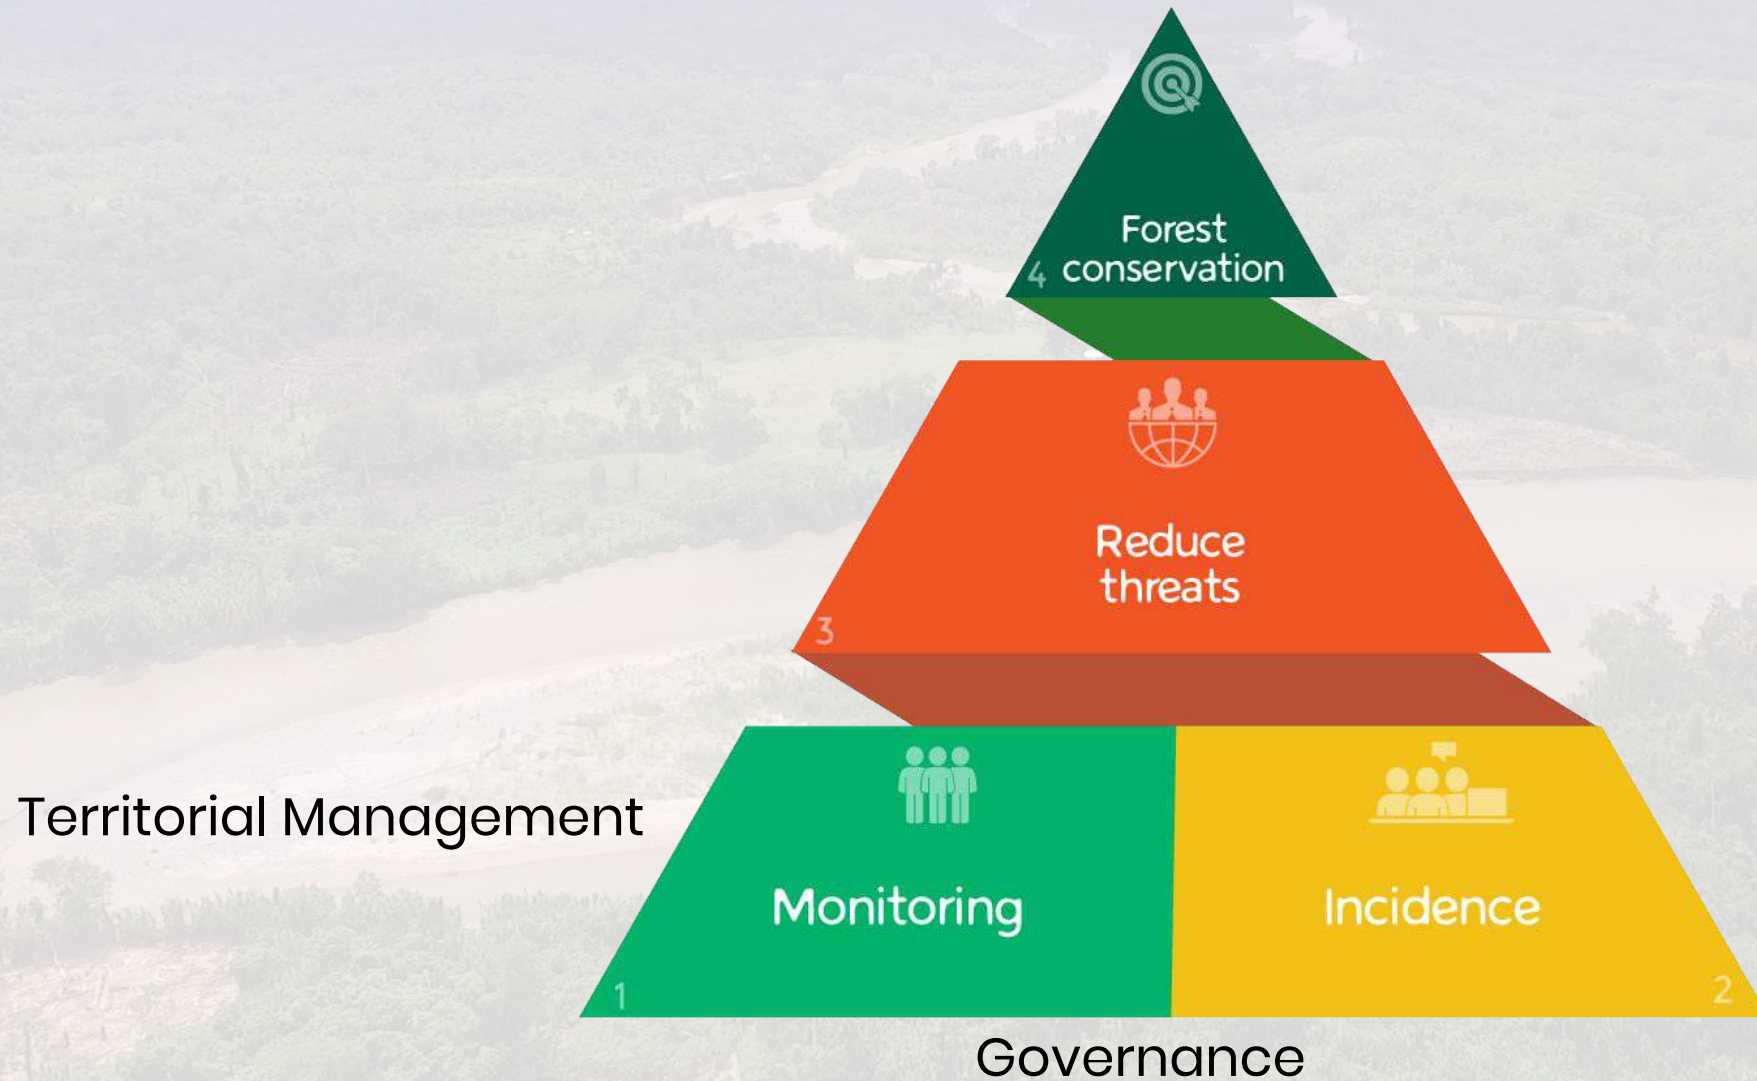 Forest
4 conservation
Reduce
threats
3
Territorial Management
Monitoring
Incidence
1
2
Governance